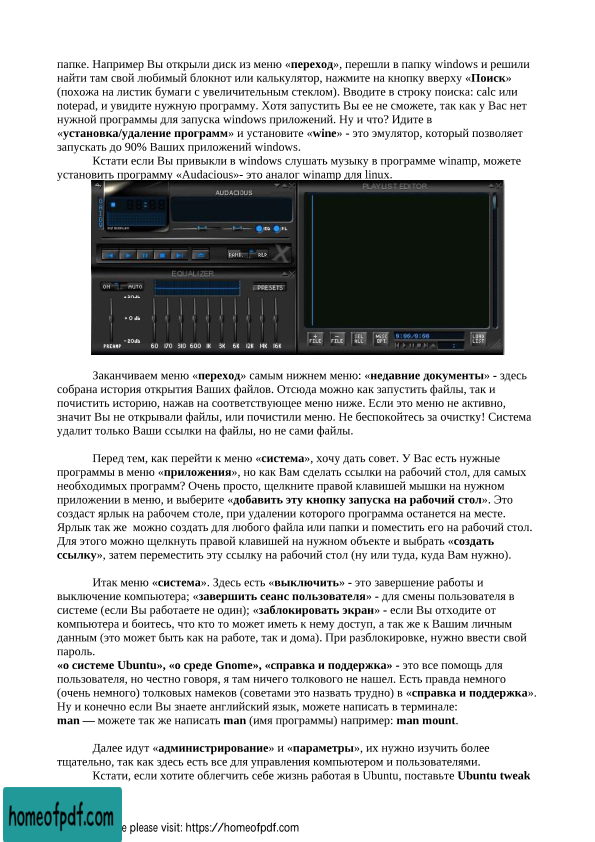 папке. Например Вы открыли диск из меню «переход», перешли в папку windows и решили
найти там свой любимый блокнот или калькулятор, нажмите на кнопку вверху «Поиск»
(похожа на листик бумаги с увеличительным стеклом). Вводите в строку поиска: calc или
notepad, и увидите нужную программу. Хотя запустить Вы ее не сможете, так как у Вас нет
нужной программы для запуска windows приложений. Ну и что? Идите в
«установка/удаление программ» и установите «wine» - это эмулятор, который позволяет
запускать до 90% Ваших приложений windows.
Кстати если Вы привыкли в windows слушать музыку в программе winamp, можете
установить программу «Audacious»- это аналог winamp для linux.
AUDACIOUS
PLAYLIST EDITOR
RAND. RLP
EQUALIZER
ON AUTO PRESETS
+ 0 db
-20db
PREAMP 60 170 310 600 1K 3K 6K 12K 14K 16K
+ FILE - FILE SEL ALL MISC OPT. 0:00/0:00 LOAD LIST
Заканчиваем меню «переход» самым нижнем меню: «недавние документы» - здесь
собрана история открытия Ваших файлов. Отсюда можно как запустить файлы, так и
почистить историю, нажав на соответствующее меню ниже. Если это меню не активно,
значит Вы не открывали файлы, или почистили меню. Не беспокойтесь за очистку! Система
удалит только Ваши ссылки на файлы, но не сами файлы.
Перед тем, как перейти к меню «система», хочу дать совет. У Вас есть нужные
программы в меню «приложения», но как Вам сделать ссылки на рабочий стол, для самых
необходимых программ? Очень просто, щелкните правой клавишей мышки на нужном
приложении в меню, и выберите «добавить эту кнопку запуска на рабочий стол». Это
создаст ярлык на рабочем столе, при удалении которого программа останется на месте.
Ярлык так же можно создать для любого файла или папки и поместить его на рабочий стол.
Для этого можно щелкнуть правой клавишей на нужном объекте и выбрать «создать
ссылку», затем переместить эту ссылку на рабочий стол (ну или туда, куда Вам нужно).
Итак меню «система». Здесь есть «выключить» - это завершение работы и
выключение компьютера; «завершить сеанс пользователя» - для смены пользователя в
системе (если Вы работаете не один); «заблокировать экран» - если Вы отходите от
компьютера и боитесь, что кто то может иметь к нему доступ, а так же к Вашим личным
данным (это может быть как на работе, так и дома). При разблокировке, нужно ввести свой
пароль.
«о системе Ubuntu», «о среде Gnome», «справка и поддержка» - это все помощь для
пользователя, но честно говоря, я там ничего толкового не нашел. Есть правда немного
(очень немного) толковых намеков (советами это назвать трудно) в «справка и поддержка».
Ну и конечно если Вы знаете английский язык, можете написать в терминале:
man — можете так же написать man (имя программы) например: man mount.
Далее идут «администрирование» и «параметры», их нужно изучить более
тщательно, так как здесь есть все для управления компьютером и пользователями.
Кстати, если хотите облегчить себе жизнь работая в Ubuntu, поставьте Ubuntu tweak
homeofpdf.com
e please visit: https://homeofpdf.com